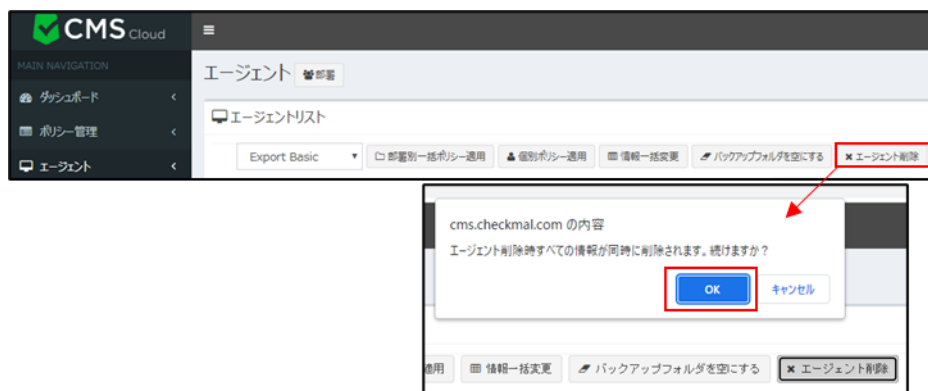 CMS Cloud
MAIN NAVIGATION
ダッシュボード
ポリシー管理
エージェント
エージェント 部署
エージェントリスト
Export Basic 部署別一括ポリシー適用 個別ポリシー適用 情報一括変更 バックアップフォルダを空にする エージェント削除
cms.checkmal.com の内容
エージェント削除時すべての情報が同時に削除されます。続けますか？
OK キャンセル
適用 情報一括変更 バックアップフォルダを空にする エージェント削除